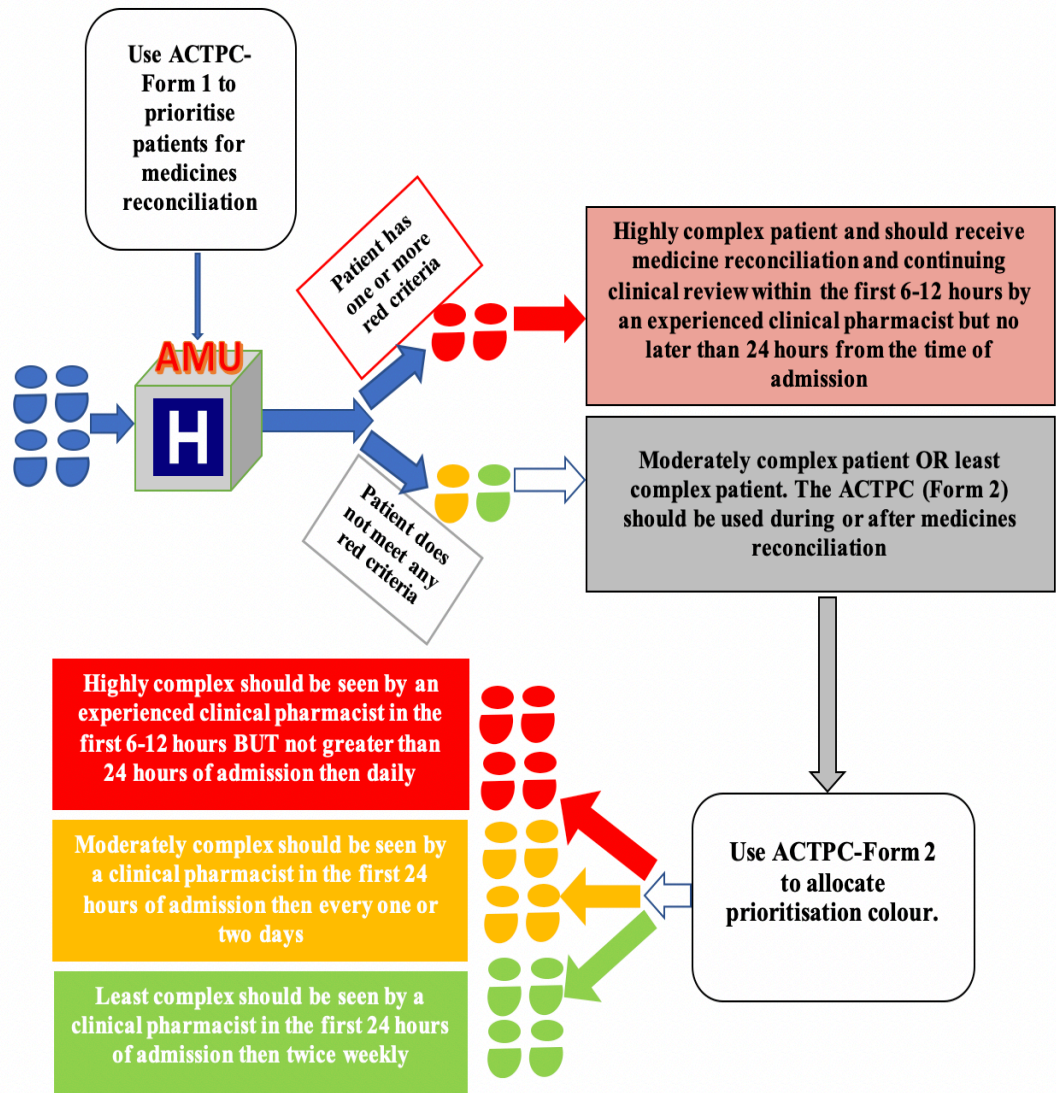 Use ACTPC-
Form 1 to
prioritise
patients for
medicines
reconciliation
AMU
H
Patient has
one or more
red criteria
Highly complex patient and should receive
medicine reconciliation and continuing
clinical review within the first 6-12 hours by
an experienced clinical pharmacist but no
later than 24 hours from the time of
admission
Patient does
not meet any
red criteria
Moderately complex patient OR least
complex patient. The ACTPC (Form 2)
should be used during or after medicines
reconciliation
Use ACTPC-Form 2
to allocate
prioritisation colour.
Highly complex should be seen by an
experienced clinical pharmacist in the
first 6-12 hours BUT not greater than
24 hours of admission then daily
Moderately complex should be seen by
a clinical pharmacist in the first 24
hours of admission then every one or
two days
Least complex should be seen by a
clinical pharmacist in the first 24 hours
of admission then twice weekly